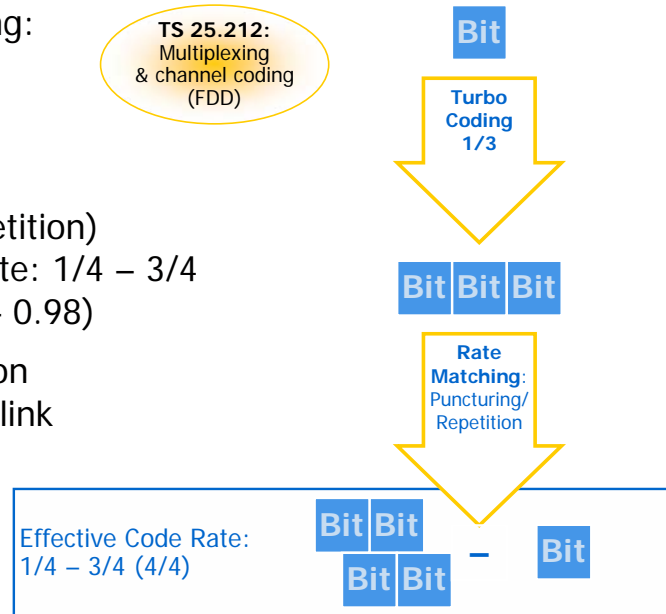 ng:
TS 25.212:
Multiplexing
& channel coding
(FDD)
Bit
Turbo
Coding
1/3
etition)
te: 1/4 – 3/4
0.98)
on
link
Bit Bit Bit
Rate
Matching:
Puncturing/
Repetition
Effective Code Rate:
1/4 – 3/4 (4/4)
Bit Bit
Bit Bit
– Bit